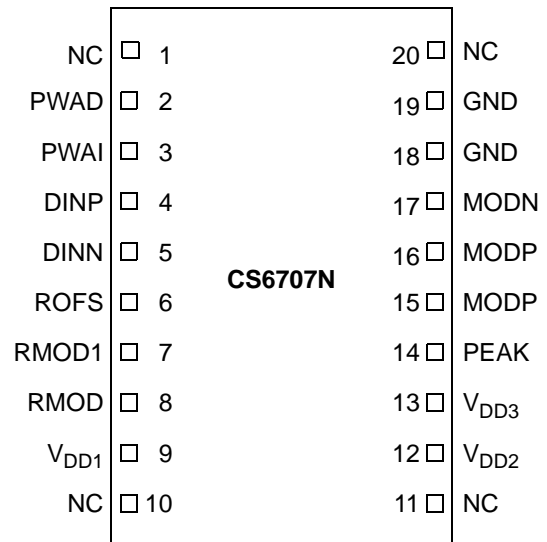 NC 1 20 NC
PWAD 2 19 GND
PWAI 3 18 GND
DINP 4 17 MODN
DINN 5 16 MODP
CS6707N
ROFS 6 15 MODP
RMOD1 7 14 PEAK
RMOD 8 13 VDD3
VDD1 9 12 VDD2
NC 10 11 NC